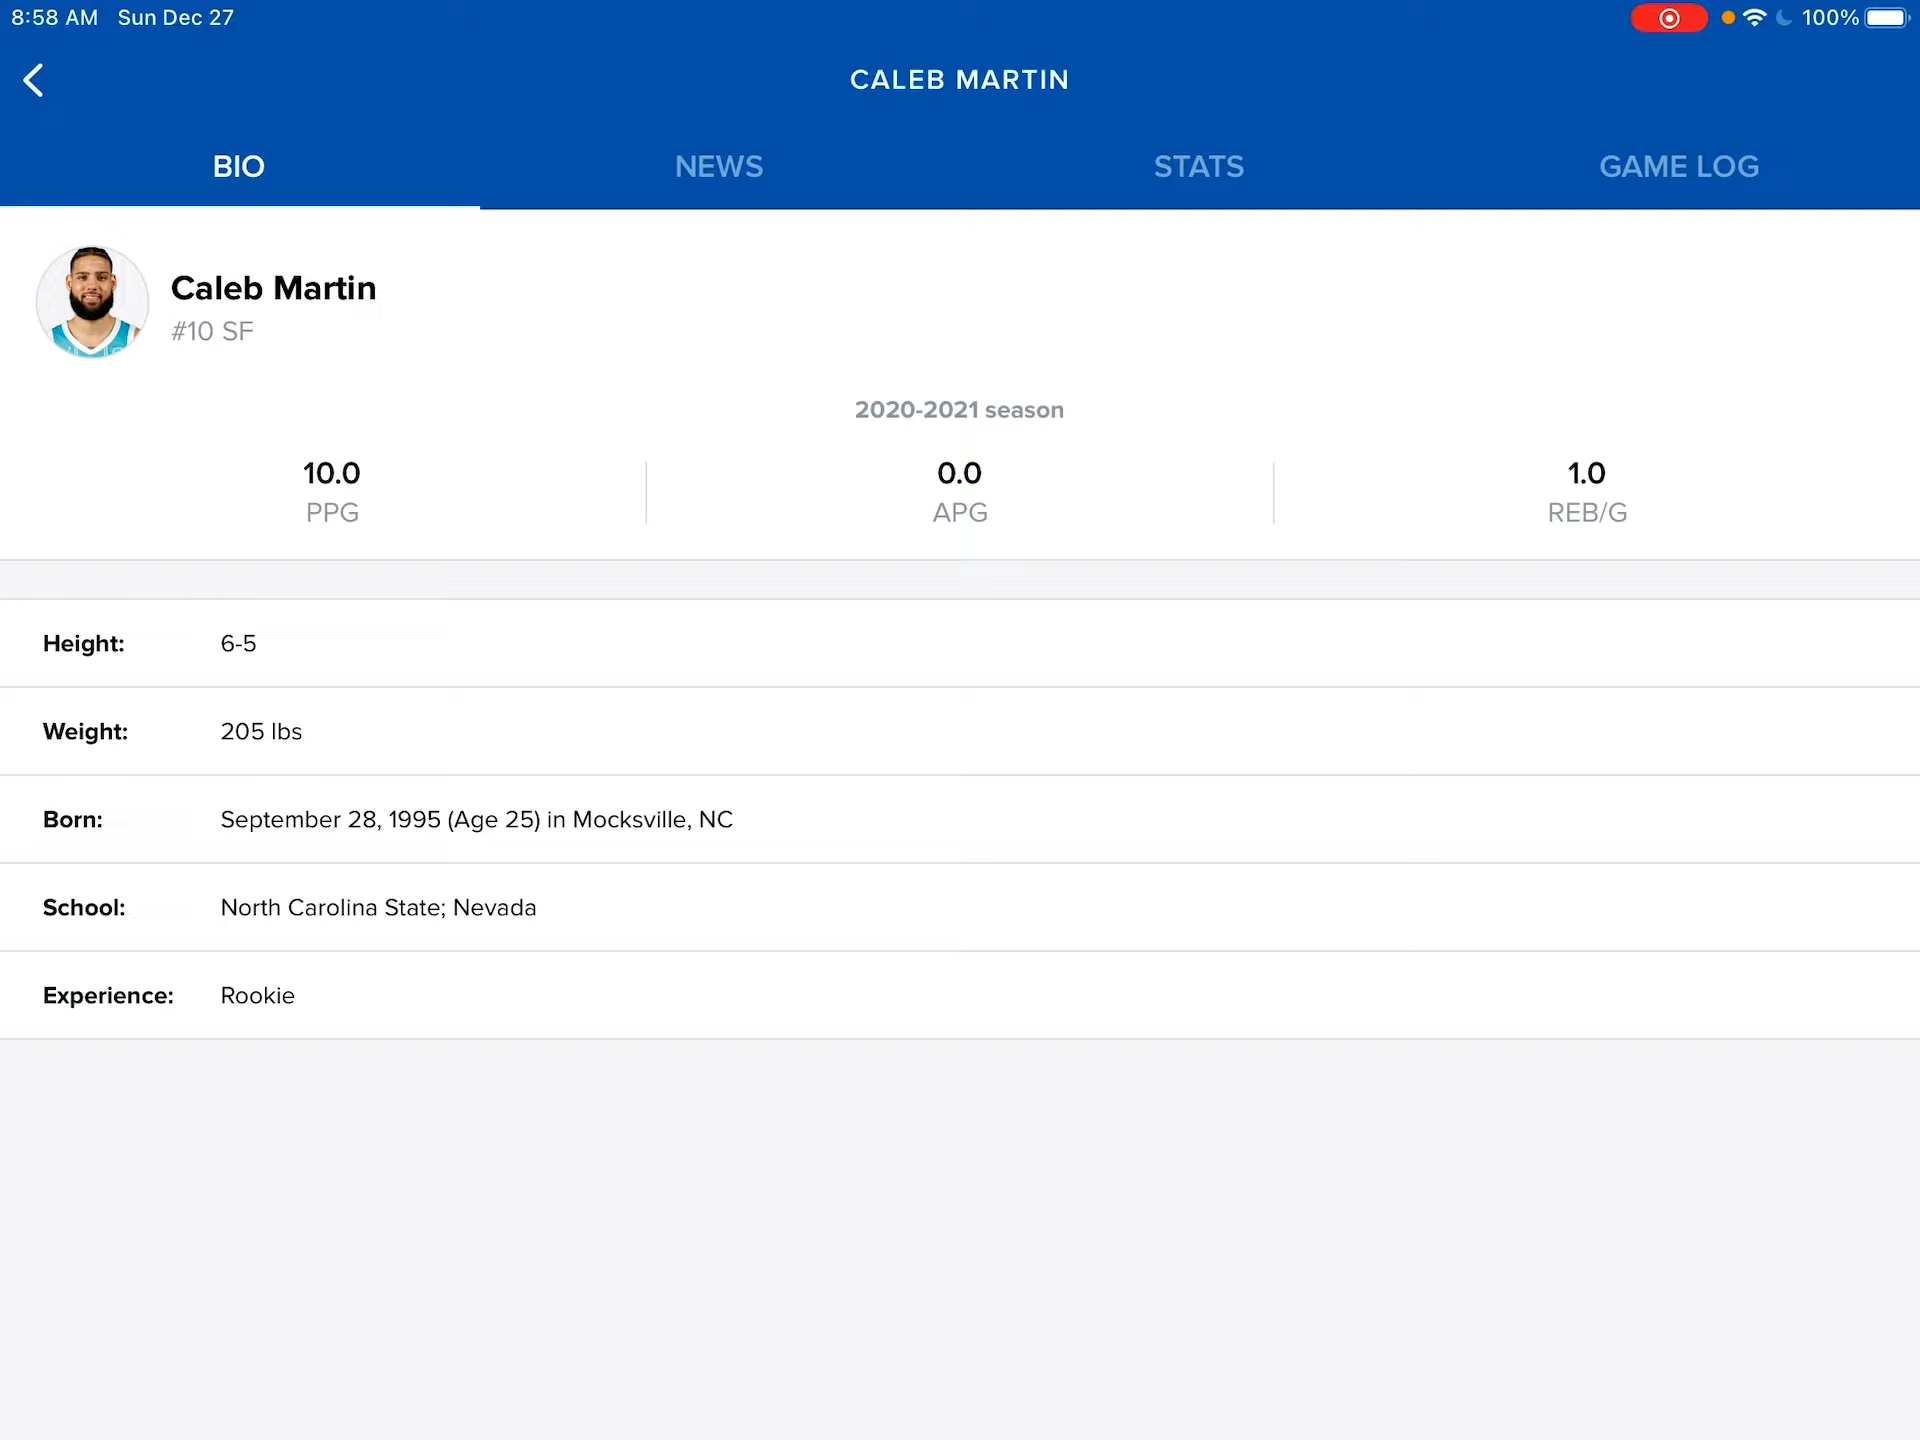 8:58 AM Sun Dec 27
100%
CALEB MARTIN
BIO NEWS STATS GAME LOG
Caleb Martin
#10 SF
2020-2021 season
10.0 0.0 1.0
PPG APG REB/G
Height: 6-5
Weight: 205 lbs
Born: September 28, 1995 (Age 25) in Mocksville, NC
School: North Carolina State; Nevada
Experience: Rookie